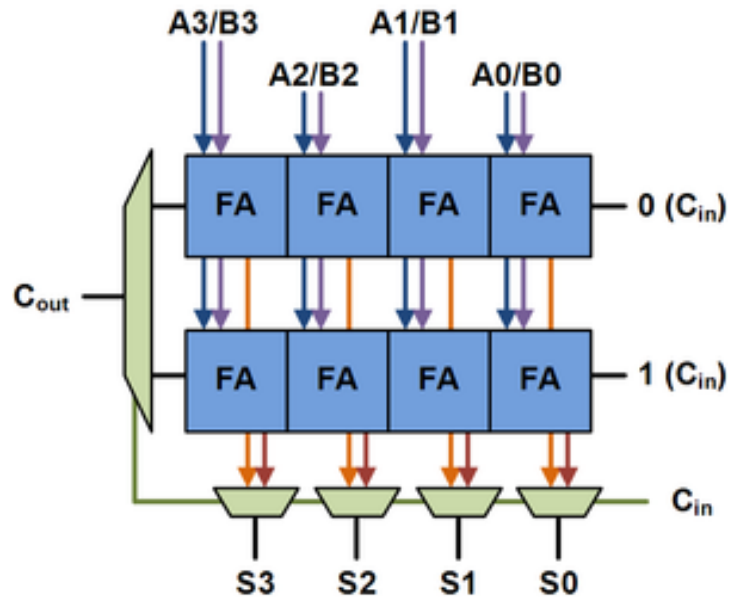 A3/B3
A1/B1
A2/B2
A0/B0
FA FA FA FA
0 (Cin)
Cout
FA FA FA FA
1 (Cin)
Cin
S3 S2 S1 S0